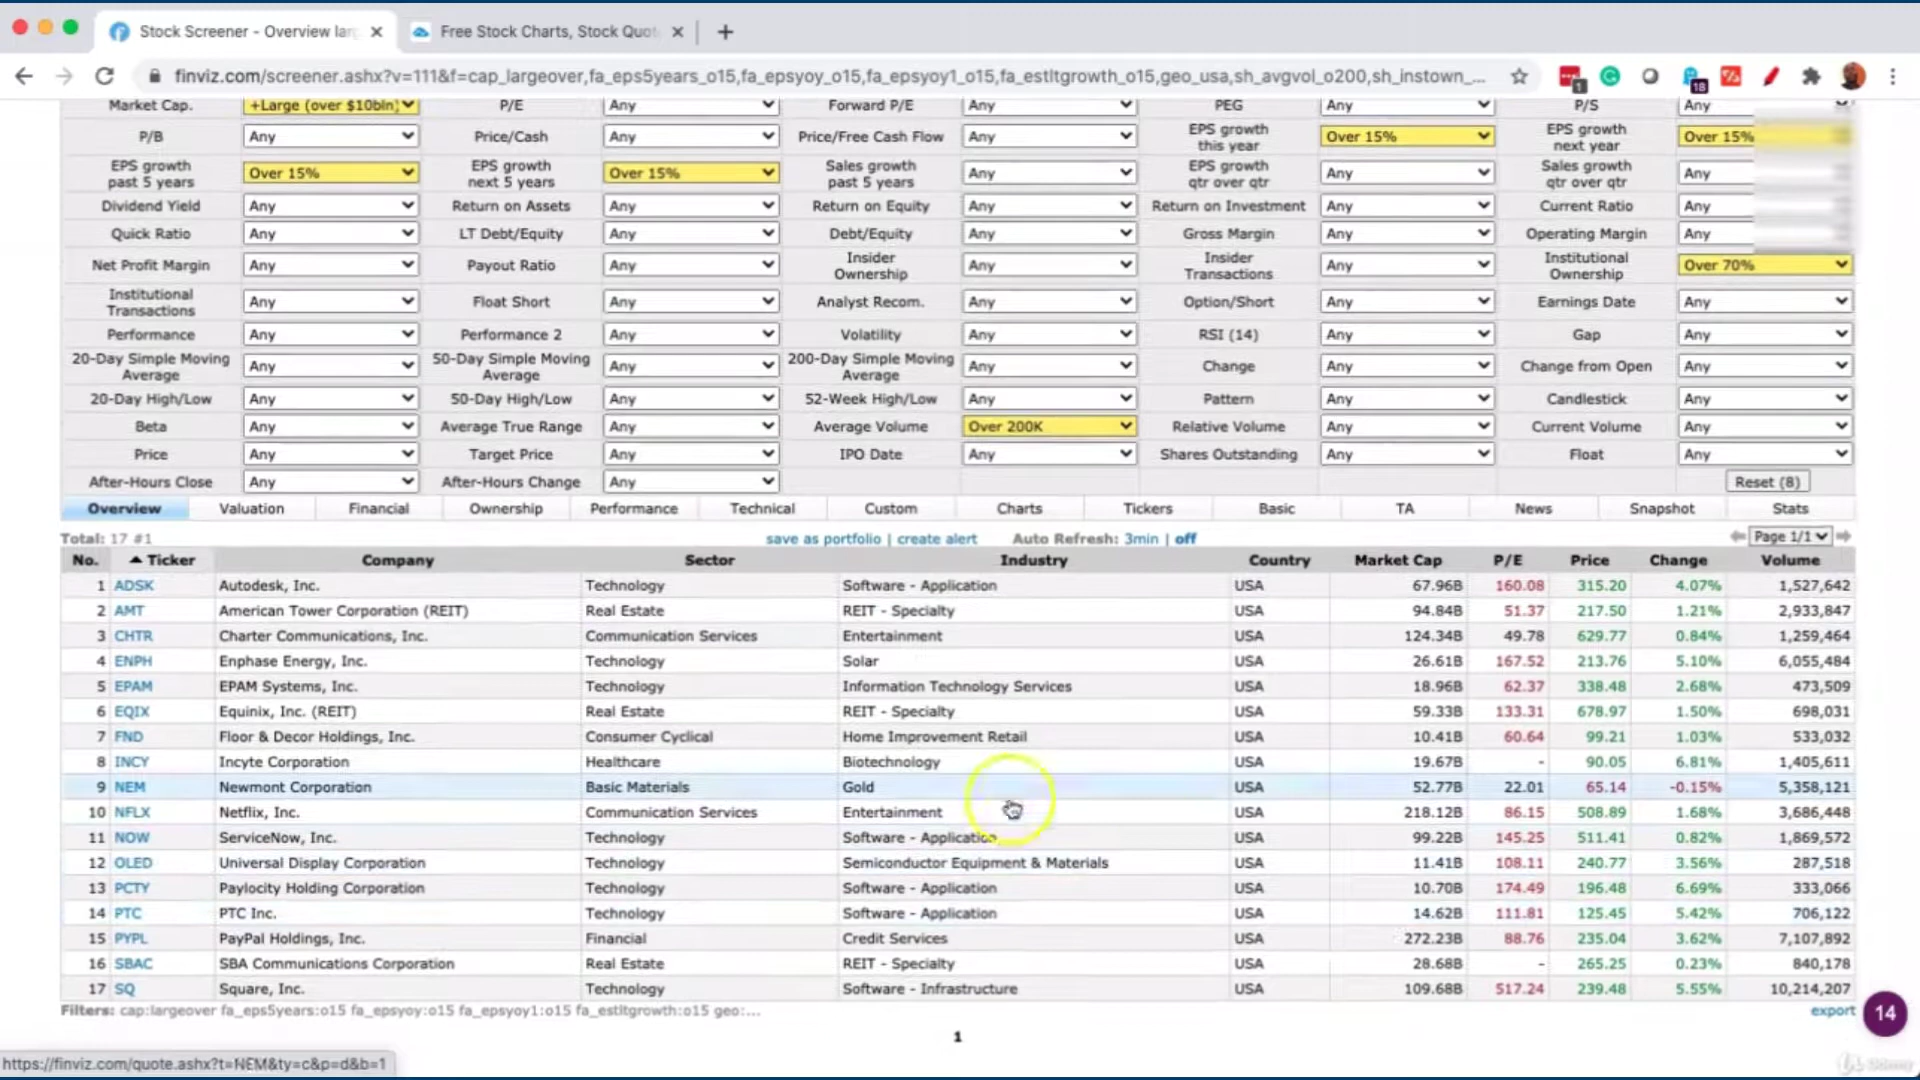 Stock Screener - Overview lar
Free Stock Charts, Stock Quot
finviz.com/screener.ashx?v=111&f=cap_largeover,fa_eps5years_o15,fa_epsyoy_o15,fa_epsyoy1_o15,fa_estltgrowth_o15,geo_usa,sh_avgvol_o200,sh_instown_...
1
18
Market Cap. +Large (over $10bln) P/E Any Forward P/E Any PEG Any P/S Any
P/B Any Price/Cash Any Price/Free Cash Flow Any EPS growth this year Over 15% EPS growth next year Over 15%
EPS growth past 5 years Over 15% EPS growth next 5 years Over 15% Sales growth past 5 years Any EPS growth qtr over qtr Any Sales growth qtr over qtr Any
Dividend Yield Any Return on Assets Any Return on Equity Any Return on Investment Any Current Ratio Any
Quick Ratio Any LT Debt/Equity Any Debt/Equity Any Gross Margin Any Operating Margin Any
Net Profit Margin Any Payout Ratio Any Insider Ownership Any Insider Transactions Any Institutional Ownership Over 70%
Institutional Transactions Any Float Short Any Analyst Recom. Any Option/Short Any Earnings Date Any
Performance Any Performance 2 Any Volatility Any RSI (14) Any Gap Any
20-Day Simple Moving Average Any 50-Day Simple Moving Average Any 200-Day Simple Moving Average Any Change Any Change from Open Any
20-Day High/Low Any 50-Day High/Low Any 52-Week High/Low Any Pattern Any Candlestick Any
Beta Any Average True Range Any Average Volume Over 200K Relative Volume Any Current Volume Any
Price Any Target Price Any IPO Date Any Shares Outstanding Any Float Any
After-Hours Close Any After-Hours Change Any Reset (8)
Overview Valuation Financial Ownership Performance Technical Custom Charts Tickers Basic TA News Snapshot Stats
Total: 17 #1 save as portfolio | create alert Auto Refresh: 3min | off Page 1/1
No. Ticker Company Sector Industry Country Market Cap P/E Price Change Volume
1 ADSK Autodesk, Inc. Technology Software - Application USA 67.96B 160.08 315.20 4.07% 1,527,642
2 AMT American Tower Corporation (REIT) Real Estate REIT - Specialty USA 94.84B 51.37 217.50 1.21% 2,933,847
3 CHTR Charter Communications, Inc. Communication Services Entertainment USA 124.34B 49.78 629.77 0.84% 1,259,464
4 ENPH Enphase Energy, Inc. Technology Solar USA 26.61B 167.52 213.76 5.10% 6,055,484
5 EPAM EPAM Systems, Inc. Technology Information Technology Services USA 18.96B 62.37 338.48 2.68% 473,509
6 EQIX Equinix, Inc. (REIT) Real Estate REIT - Specialty USA 59.33B 133.31 678.97 1.50% 698,031
7 FND Floor & Decor Holdings, Inc. Consumer Cyclical Home Improvement Retail USA 10.41B 60.64 99.21 1.03% 533,032
8 INCY Incyte Corporation Healthcare Biotechnology USA 19.67B - 90.05 6.81% 1,405,611
9 NEM Newmont Corporation Basic Materials Gold USA 52.77B 22.01 65.14 -0.15% 5,358,121
10 NFLX Netflix, Inc. Communication Services Entertainment USA 218.12B 86.15 508.89 1.68% 3,686,448
11 NOW ServiceNow, Inc. Technology Software - Application USA 99.22B 145.25 511.41 0.82% 1,869,572
12 OLED Universal Display Corporation Technology Semiconductor Equipment & Materials USA 11.41B 108.11 240.77 3.56% 287,518
13 PCTY Paylocity Holding Corporation Technology Software - Application USA 10.70B 174.49 196.48 6.69% 333,066
14 PTC PTC Inc. Technology Software - Application USA 14.62B 111.81 125.45 5.42% 706,122
15 PYPL PayPal Holdings, Inc. Financial Credit Services USA 272.23B 88.76 235.04 3.62% 7,107,892
16 SBAC SBA Communications Corporation Real Estate REIT - Specialty USA 28.68B - 265.25 0.23% 840,178
17 SQ Square, Inc. Technology Software - Infrastructure USA 109.68B 517.24 239.48 5.55% 10,214,207
Filters: cap:largeover fa_eps5years:o15 fa_epsyoy:o15 fa_epsyoy1:o15 fa_estltgrowth:o15 geo:... export
14
1
https://finviz.com/quote.ashx?t=NEM&ty=c&p=d&b=1